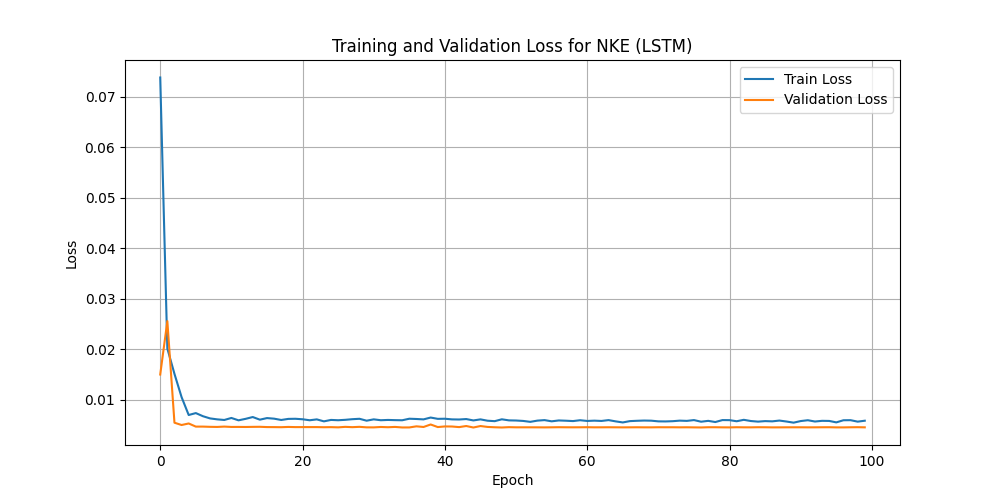 Training and Validation Loss for NKE (LSTM)
Train Loss
Validation Loss
0.07
0.06
0.05
0.04
0.03
0.02
0.01
Loss
0 20 40 60 80 100
Epoch